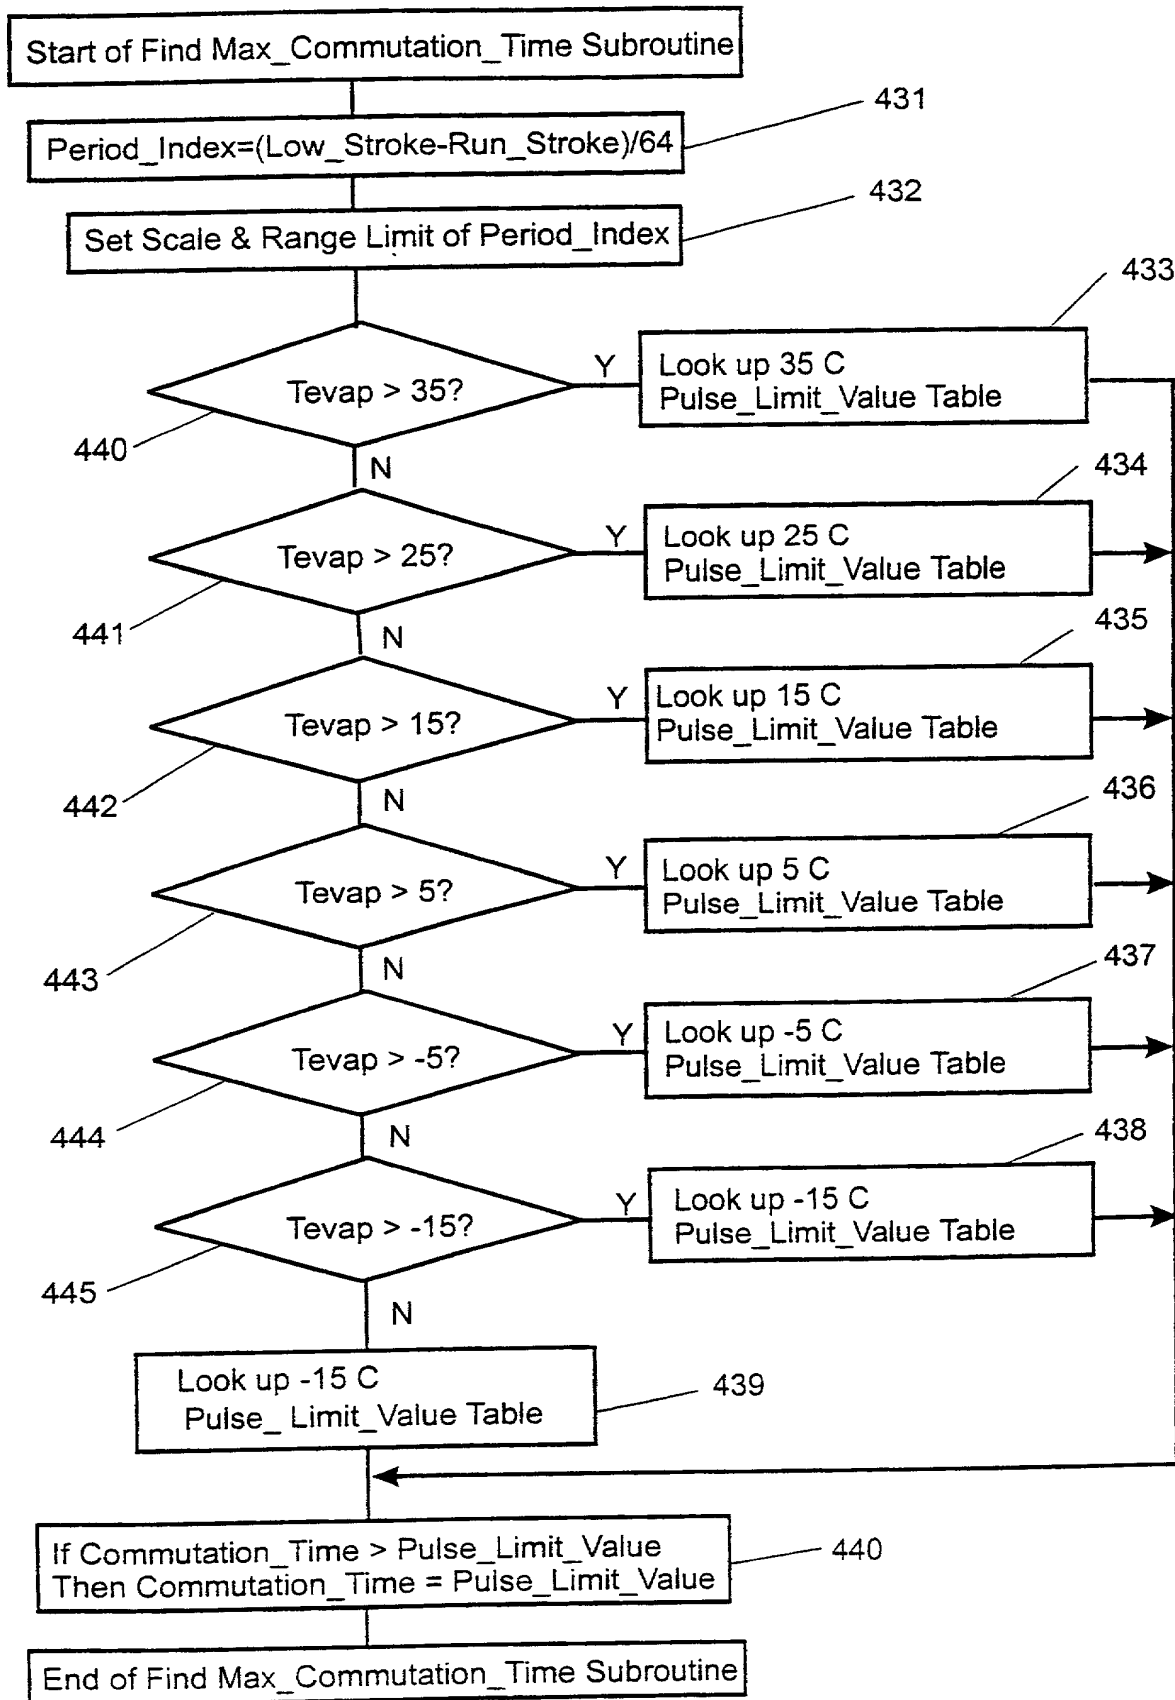 Start of Find Max_Commutation_Time Subroutine
431
Period_Index=(Low_Stroke-Run_Stroke)/64
432
Set Scale & Range Limit of Period_Index
433
Tevap > 35?
Y
Look up 35 C
Pulse_Limit_Value Table
440
N
434
Tevap > 25?
Y
Look up 25 C
Pulse_Limit_Value Table
441
N
435
Tevap > 15?
Y
Look up 15 C
Pulse_Limit_Value Table
442
N
436
Tevap > 5?
Y
Look up 5 C
Pulse_Limit_Value Table
443
N
437
Tevap > -5?
Y
Look up -5 C
Pulse_Limit_Value Table
444
N
438
Tevap > -15?
Y
Look up -15 C
Pulse_Limit_Value Table
445
N
Look up -15 C
Pulse_ Limit_Value Table
439
If Commutation_Time > Pulse_Limit_Value
Then Commutation_Time = Pulse_Limit_Value
440
End of Find Max_Commutation_Time Subroutine